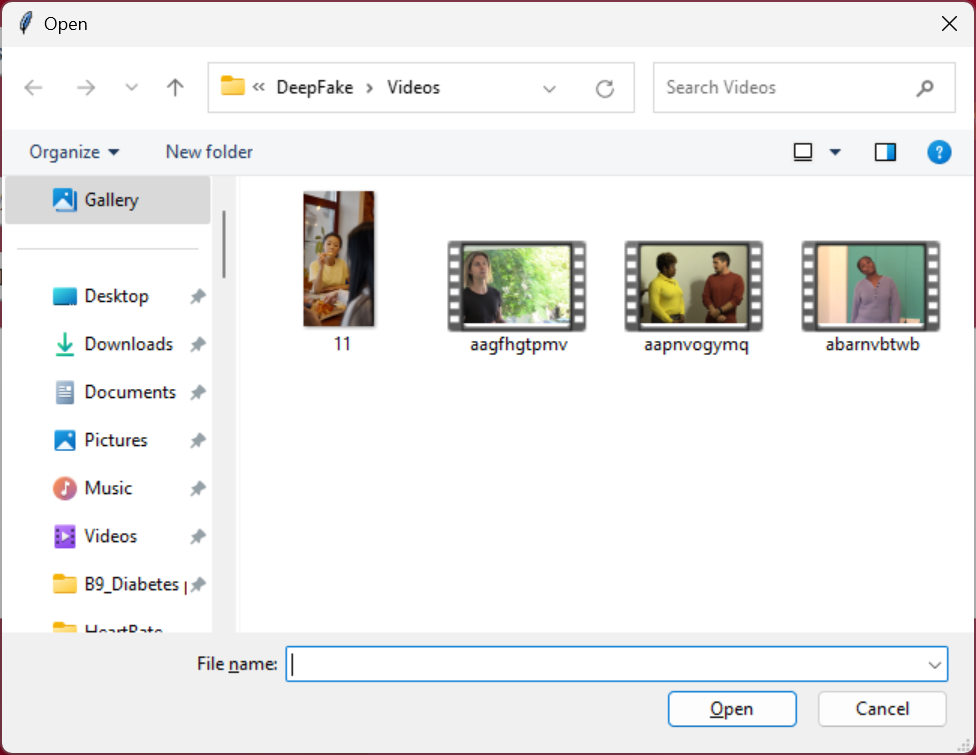 Open
« DeepFake > Videos
Search Videos
Organize
New folder
?
Gallery
Desktop
Downloads
Documents
Pictures
Music
Videos
B9_Diabetes
HeartRate
11
aagfhgtpmv
aapnvogymq
abarnvbtwb
File name:
Open
Cancel